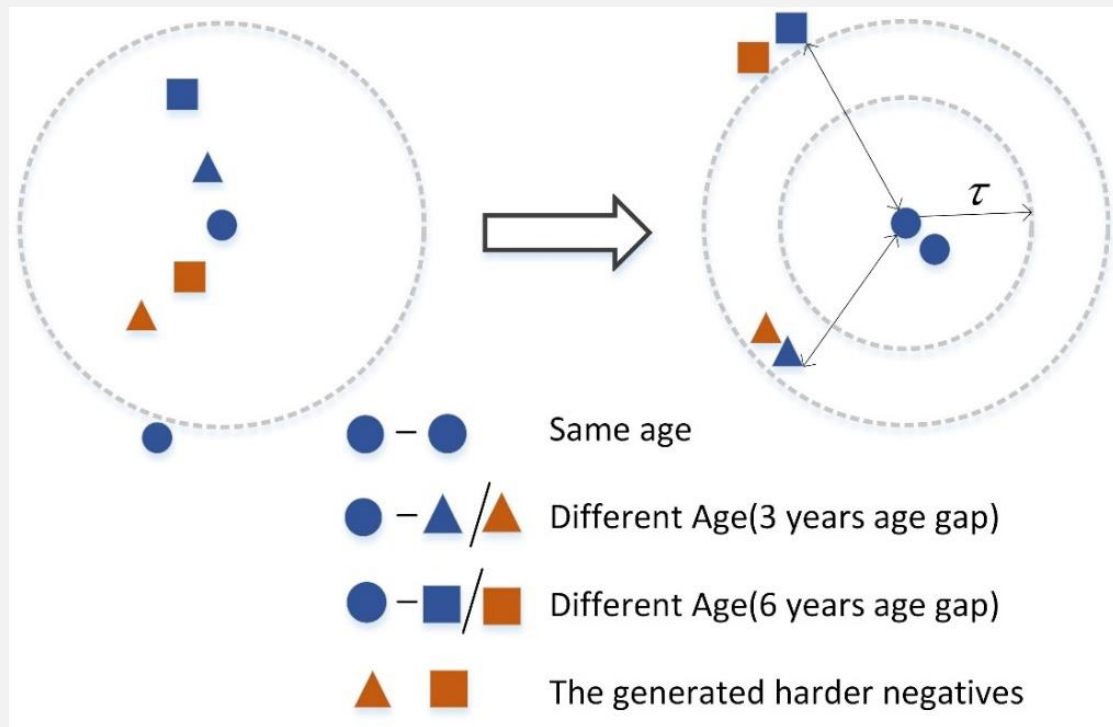 τ
Same age
Different Age(3 years age gap)
Different Age(6 years age gap)
The generated harder negatives